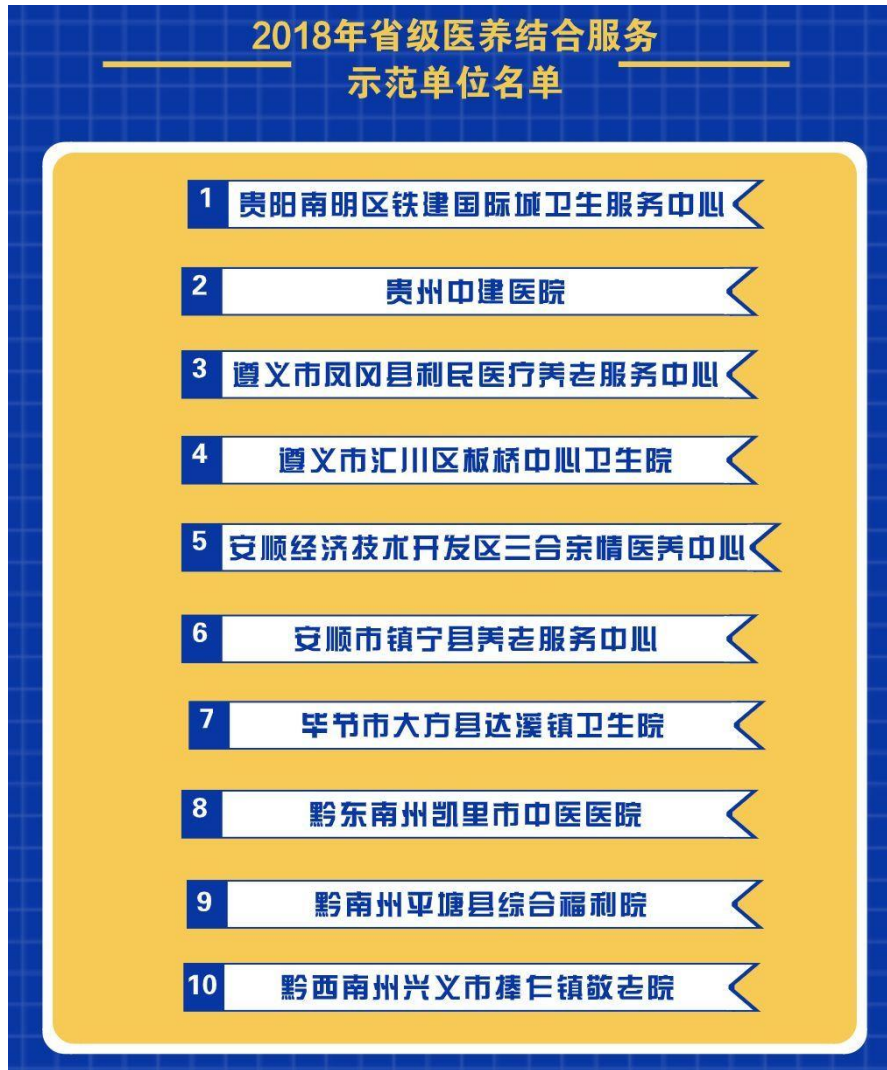 2018年省级医养结合服务
示范单位名单
1 贵阳南明区铁建国际城卫生服务中心
2 贵州中建医院
3 遵义市凤冈县利民医疗养老服务中心
4 遵义市汇川区板桥中心卫生院
5 安顺经济技术开发区三合亲情医养中心
6 安顺市镇宁县养老服务中心
7 毕节市大方县达溪镇卫生院
8 黔东南州凯里市中医医院
9 黔南州平塘县综合福利院
10 黔西南州兴义市捧乍镇敬老院